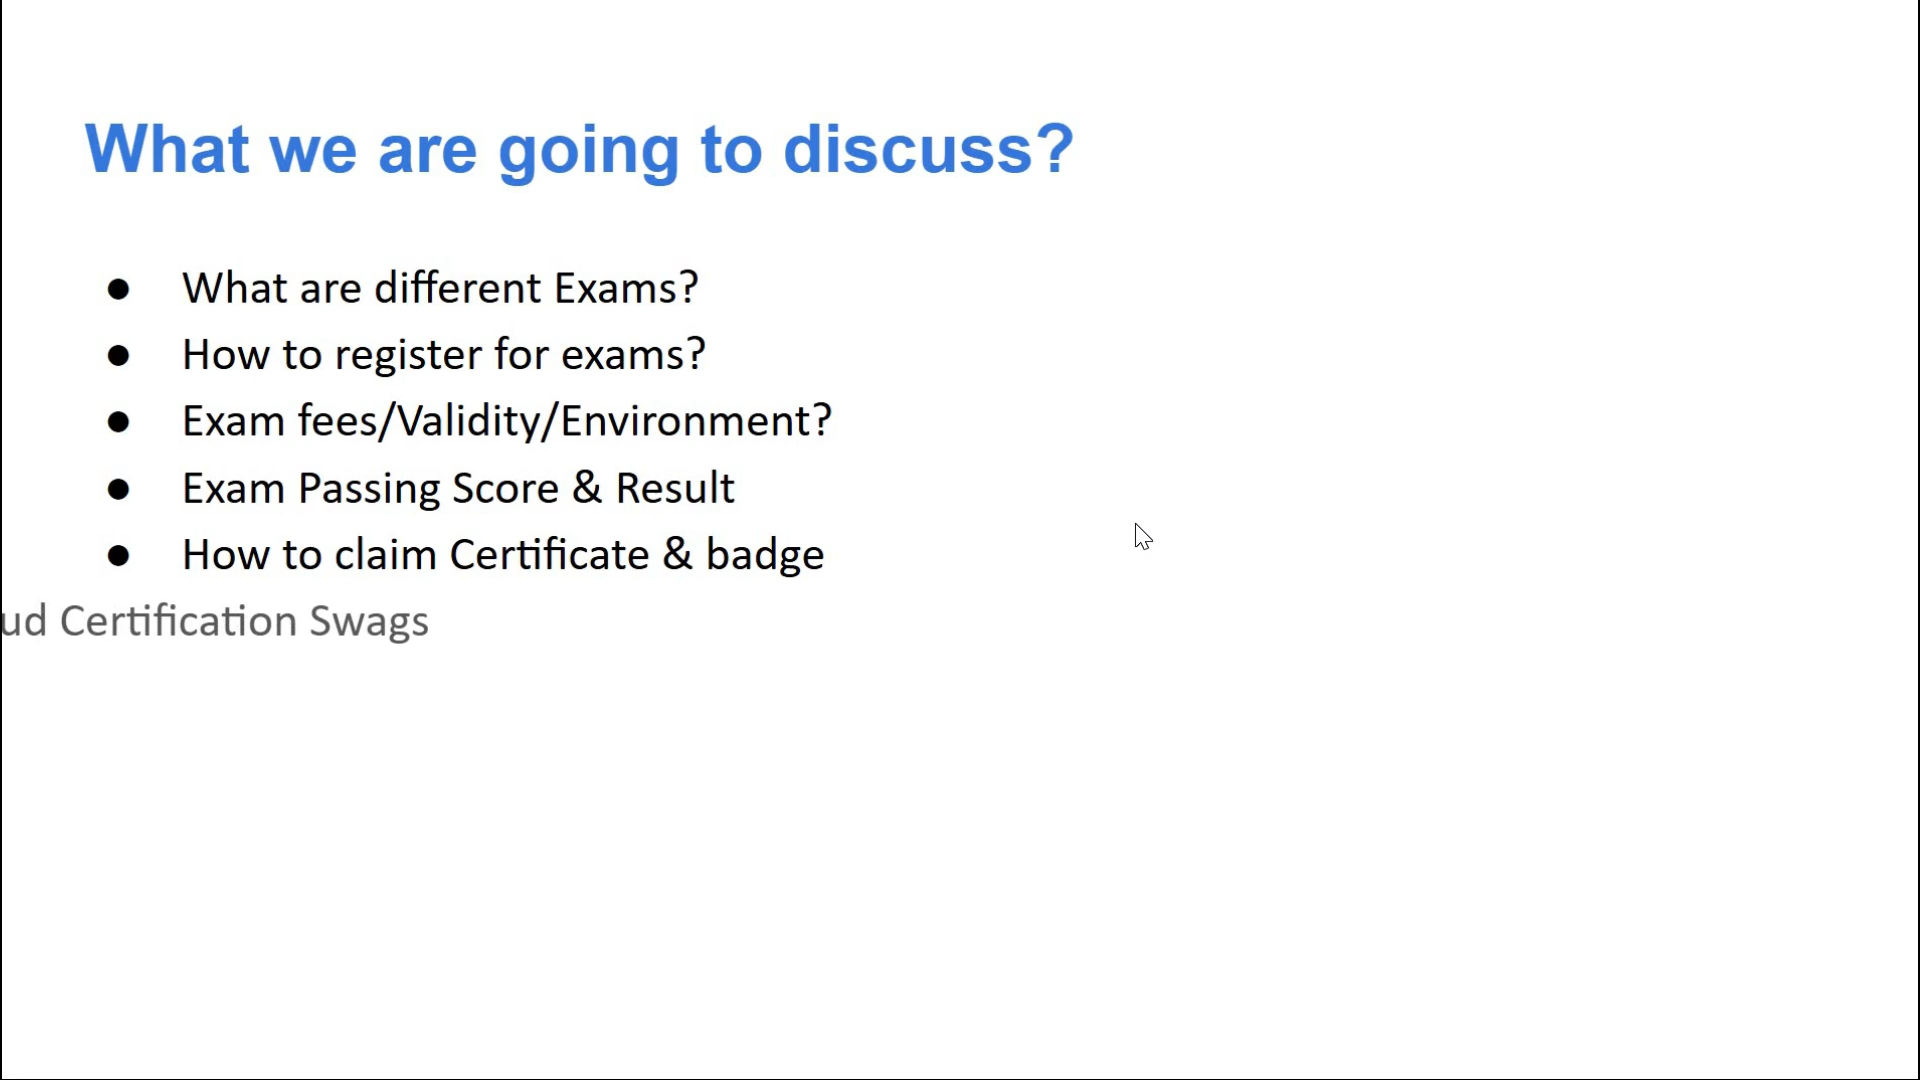 What we are going to discuss?
● What are different Exams?
● How to register for exams?
● Exam fees/Validity/Environment?
● Exam Passing Score & Result
● How to claim Certificate & badge
ud Certification Swags